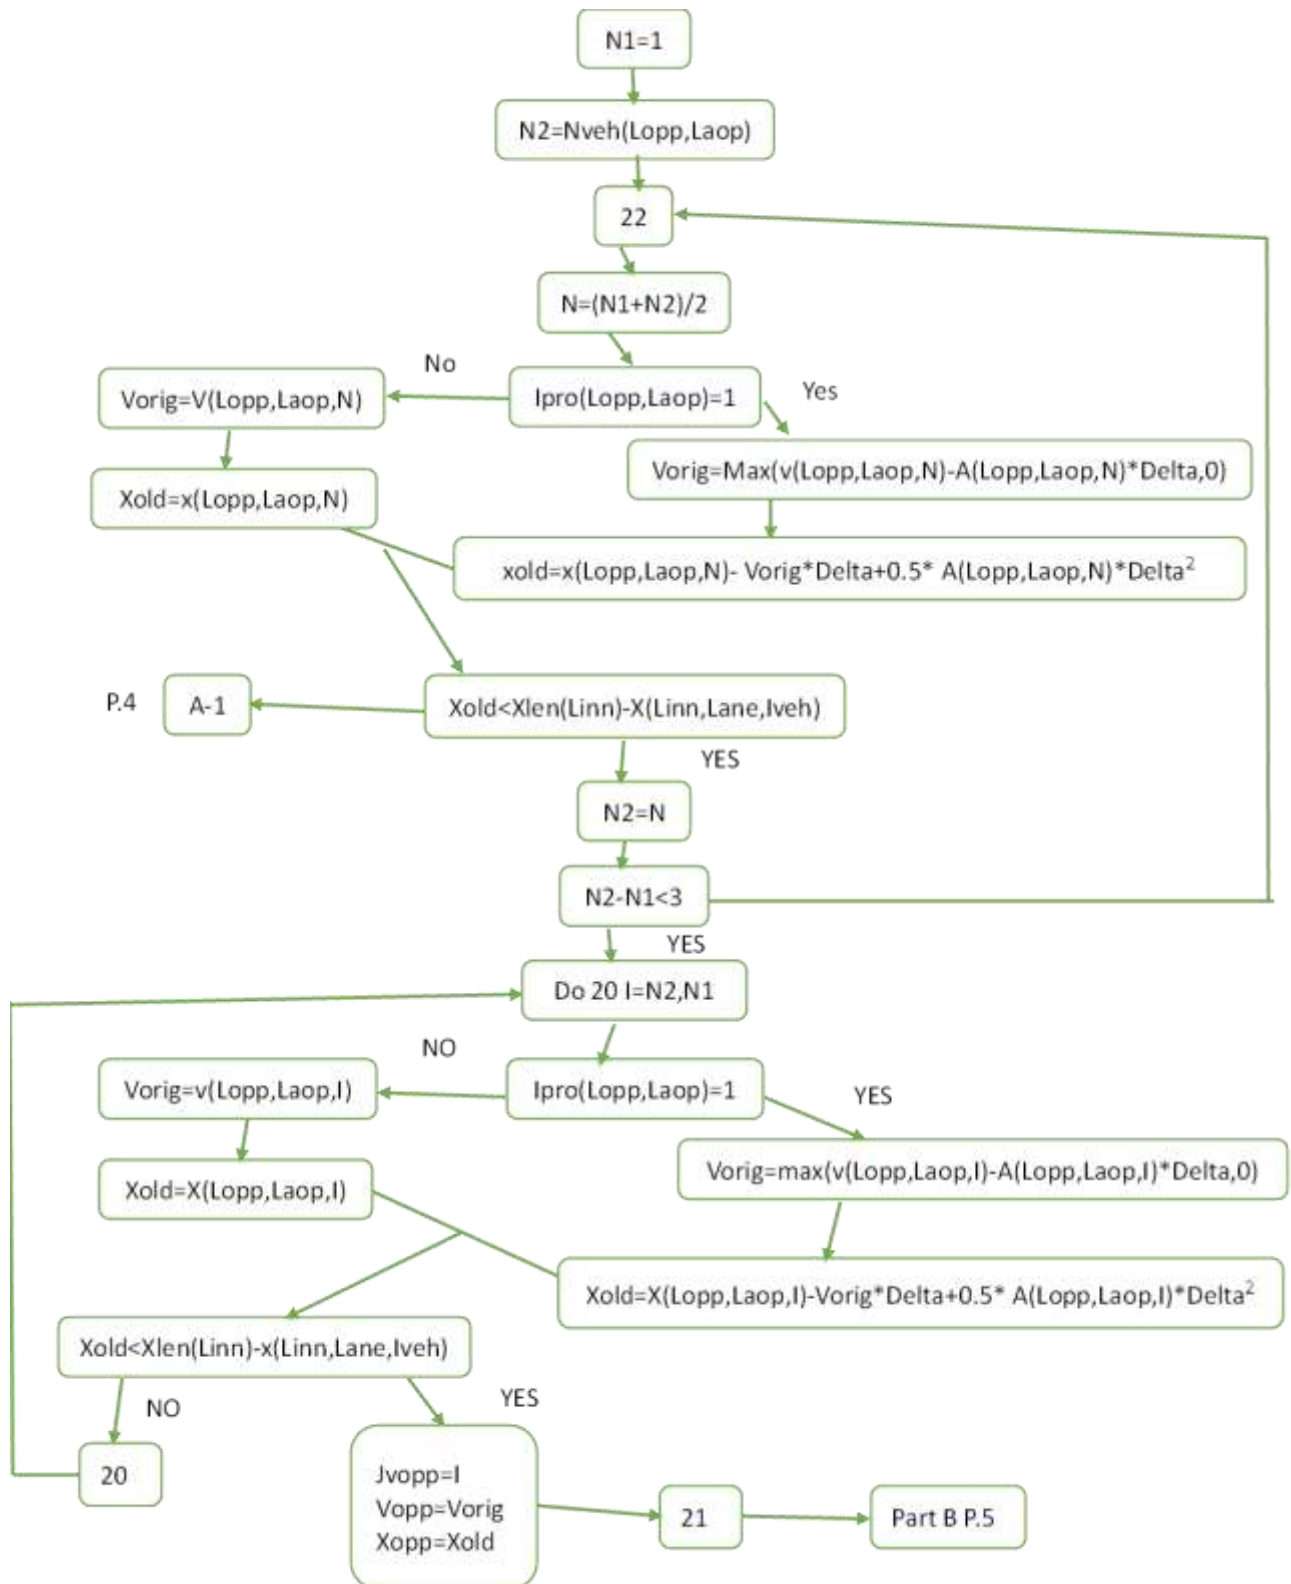 N1=1
N2=Nveh(Lopp,Laop)
22
N=(N1+N2)/2
No
Ipro(Lopp,Laop)=1
Yes
Vorig=V(Lopp,Laop,N)
Vorig=Max(v(Lopp,Laop,N)-A(Lopp,Laop,N)*Delta,0)
Xold=x(Lopp,Laop,N)
xold=x(Lopp,Laop,N)- Vorig*Delta+0.5* A(Lopp,Laop,N)*Delta²
P.4
A-1
Xold<Xlen(Linn)-X(Linn,Lane,Iveh)
YES
N2=N
N2-N1<3
YES
Do 20 I=N2,N1
NO
Vorig=v(Lopp,Laop,I)
Ipro(Lopp,Laop)=1
YES
Vorig=max(v(Lopp,Laop,I)-A(Lopp,Laop,I)*Delta,0)
Xold=X(Lopp,Laop,I)
Xold=X(Lopp,Laop,I)-Vorig*Delta+0.5* A(Lopp,Laop,I)*Delta²
Xold<Xlen(Linn)-x(Linn,Lane,Iveh)
NO
YES
20
Jvopp=I
Vopp=Vorig
Xopp=Xold
21
Part B P.5